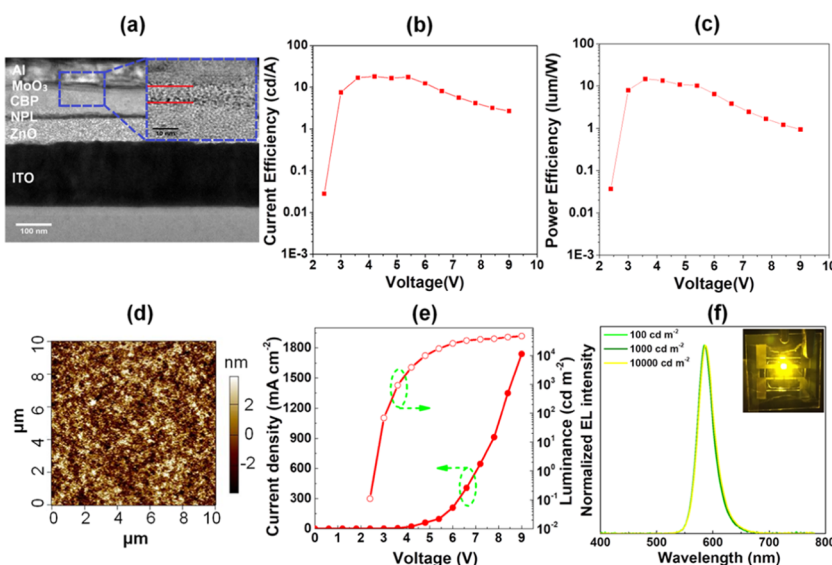 (a)
Al
MoO3
CBP
NPL
ZnO
ITO
10 nm
100 nm
(b)
Current Efficiency (cd/A)
100
10
1
0.1
0.01
1E-3
2 3 4 5 6 7 8 9 10
Voltage(V)
(c)
Power Efficiency (lum/W)
100
10
1
0.1
0.01
1E-3
2 3 4 5 6 7 8 9 10
Voltage(V)
(d)
10
8
6
4
2
0
μm
0 2 4 6 8 10
μm
nm
2
0
-2
(e)
Current density (mA cm-2)
1800
1500
1200
900
600
300
0
0 1 2 3 4 5 6 7 8 9
Voltage (V)
10^4
10^3
10^2
10^1
10^0
10^-1
10^-2
Luminance (cd m-2)
(f)
Normalized EL intensity
100 cd m-2
1000 cd m-2
10000 cd m-2
400 500 600 700 800
Wavelength (nm)